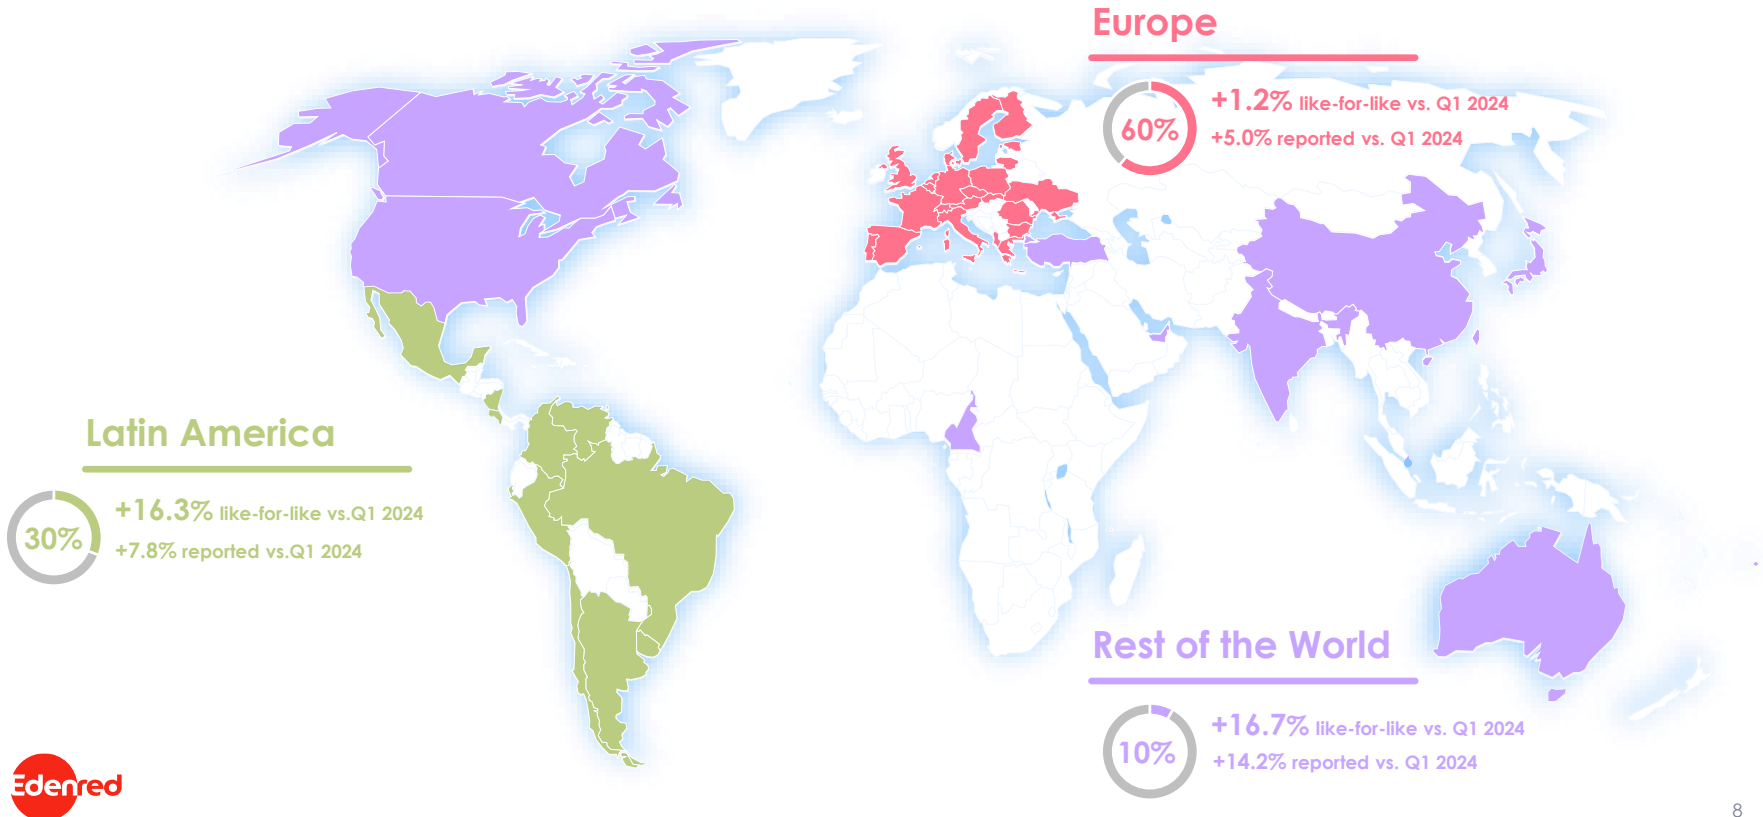 Europe
60%
+1.2% like-for-like vs. Q1 2024
+5.0% reported vs. Q1 2024
Latin America
30%
+16.3% like-for-like vs.Q1 2024
+7.8% reported vs.Q1 2024
Rest of the World
10%
+16.7% like-for-like vs. Q1 2024
+14.2% reported vs. Q1 2024
Edenred
8